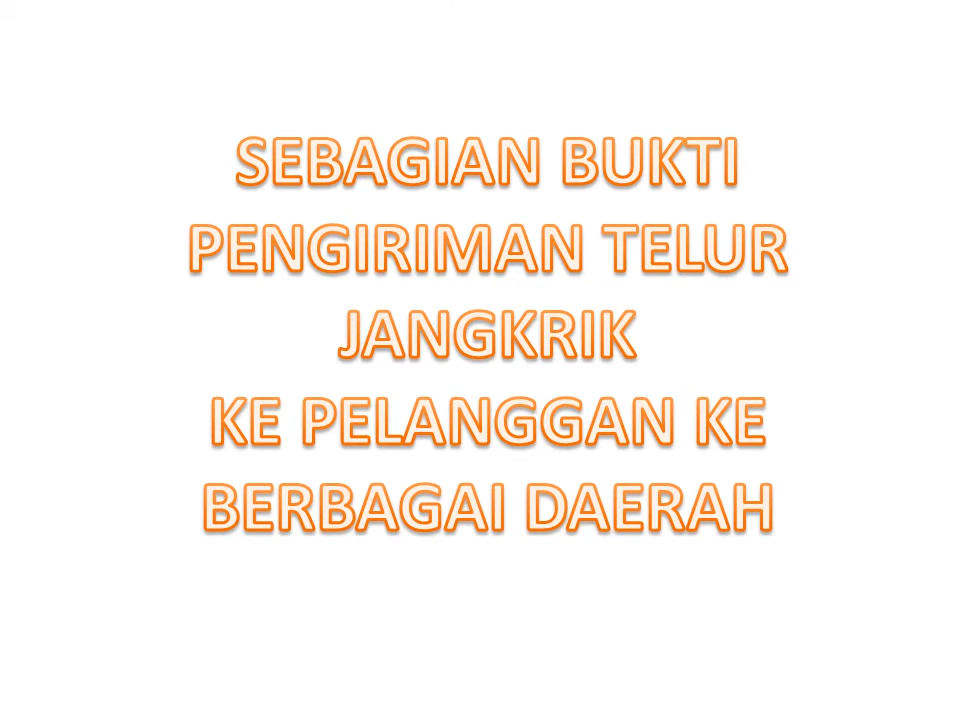 SEBAGIAN BUKTI
PENGIRIMAN TELUR
JANGKRIK
KE PELANGGAN KE
BERBAGAI DAERAH